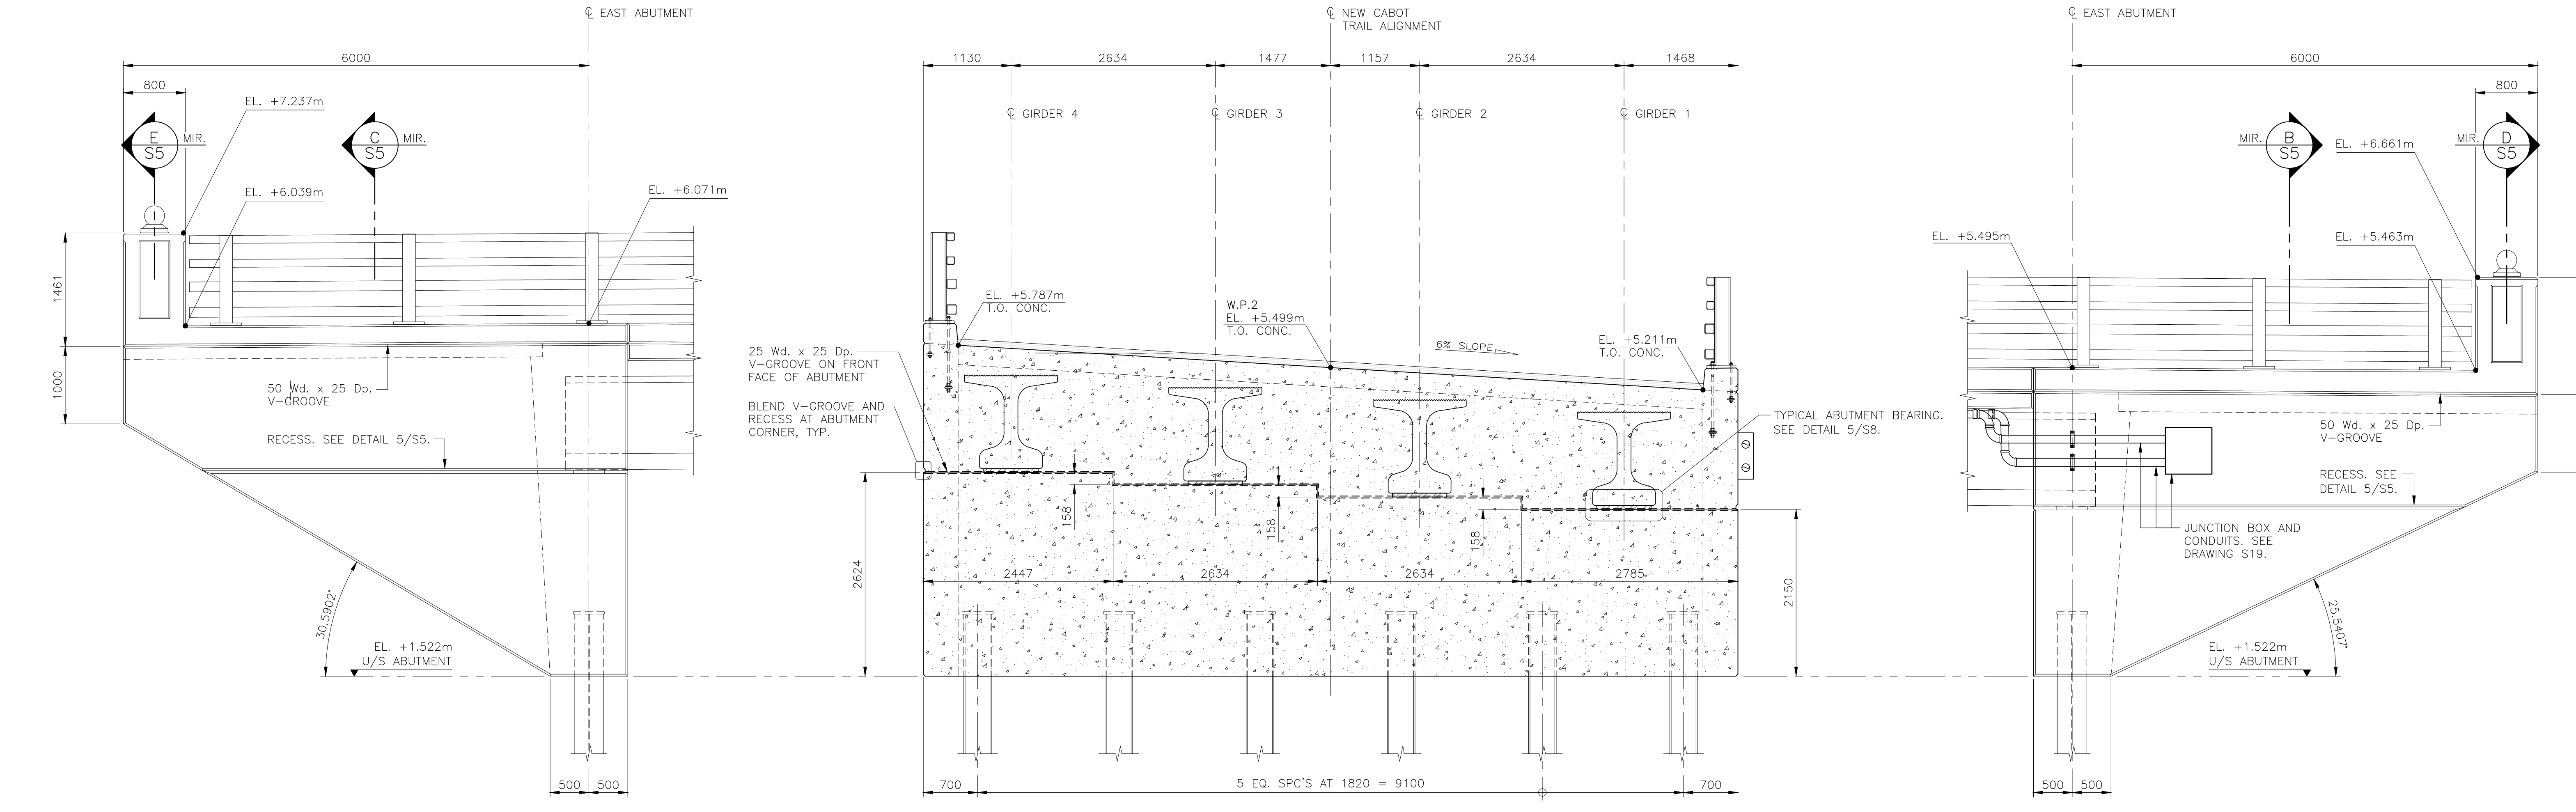 ℄ EAST ABUTMENT
6000
800
EL. +7.237m
E
S5
MIR.
C
S5
MIR.
EL. +6.039m
EL. +6.071m
1461
1000
50 Wd. x 25 Dp.
V-GROOVE
RECESS. SEE DETAIL 5/S5.
30.5902°
EL. +1.522m
U/S ABUTMENT
500
500
℄ NEW CABOT
TRAIL ALIGNMENT
1130
2634
1477
1157
2634
1468
℄ GIRDER 4
℄ GIRDER 3
℄ GIRDER 2
℄ GIRDER 1
EL. +5.787m
T.O. CONC.
W.P.2
EL. +5.499m
T.O. CONC.
6% SLOPE
EL. +5.211m
T.O. CONC.
25 Wd. x 25 Dp.
V-GROOVE ON FRONT
FACE OF ABUTMENT
BLEND V-GROOVE AND
RECESS AT ABUTMENT
CORNER, TYP.
TYPICAL ABUTMENT BEARING.
SEE DETAIL 5/S8.
158
158
158
2624
2447
2634
2634
2785
2150
700
5 EQ. SPC'S AT 1820 = 9100
700
℄ EAST ABUTMENT
6000
800
MIR.
B
S5
EL. +6.661m
MIR.
D
S5
EL. +5.495m
EL. +5.463m
50 Wd. x 25 Dp.
V-GROOVE
RECESS. SEE
DETAIL 5/S5.
JUNCTION BOX AND
CONDUITS. SEE
DRAWING S19.
25.5407°
EL. +1.522m
U/S ABUTMENT
500
500